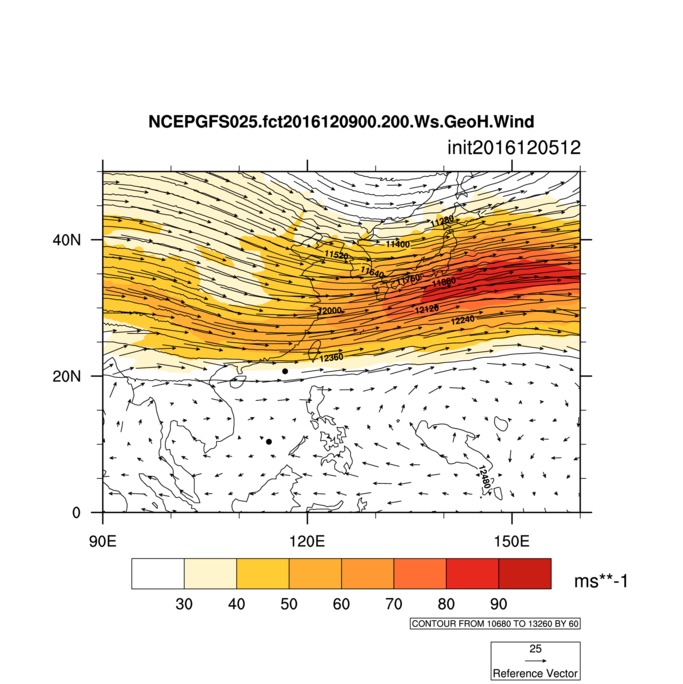 NCEPGFS025.fct2016120900.200.Ws.GeoH.Wind
init2016120512
11280
40N
11400
11520
11640
11760
11880
12000
12120
12240
12360
20N
12480
0
90E 120E 150E
ms**-1
30 40 50 60 70 80 90
CONTOUR FROM 10680 TO 13260 BY 60
25
Reference Vector